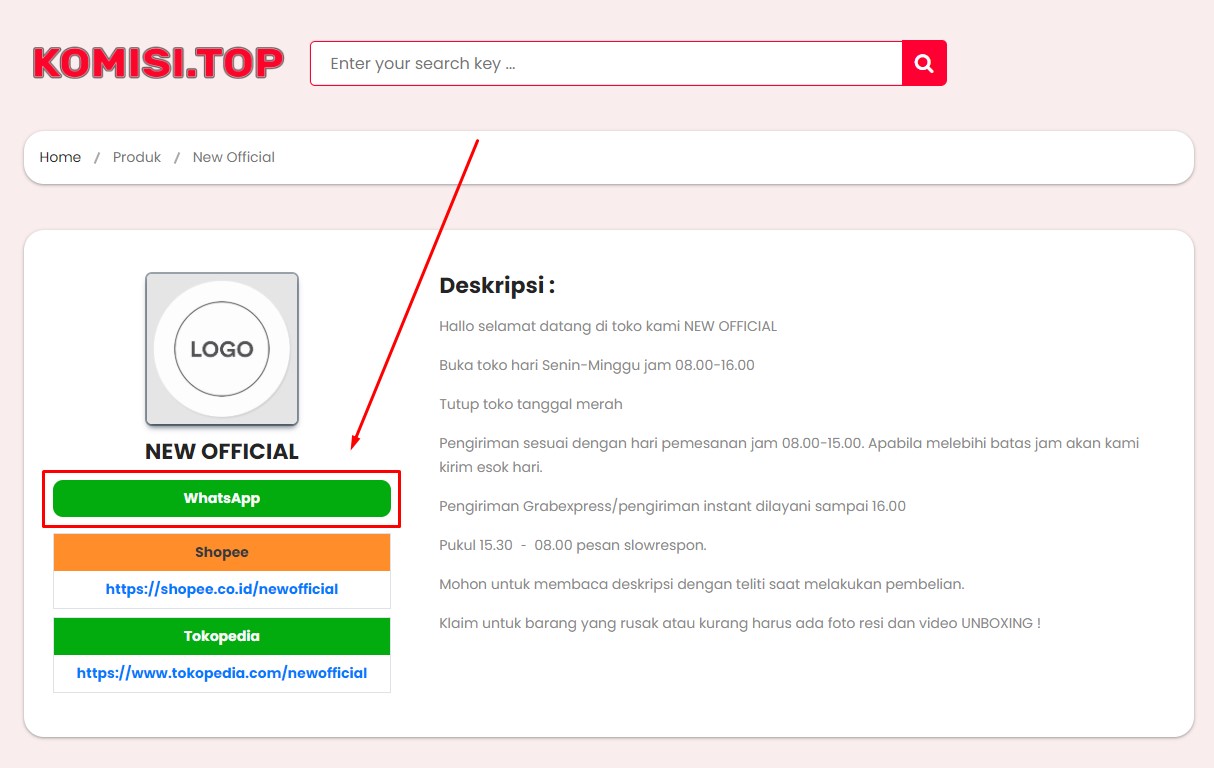 KOMISI.TOP
Enter your search key ...
Home / Produk / New Official
LOGO
NEW OFFICIAL
WhatsApp
Shopee
https://shopee.co.id/newofficial
Tokopedia
https://www.tokopedia.com/newofficial
Deskripsi :
Hallo selamat datang di toko kami NEW OFFICIAL
Buka toko hari Senin-Minggu jam 08.00-16.00
Tutup toko tanggal merah
Pengiriman sesuai dengan hari pemesanan jam 08.00-15.00. Apabila melebihi batas jam akan kami
kirim esok hari.
Pengiriman Grabexpress/pengiriman instant dilayani sampai 16.00
Pukul 15.30 - 08.00 pesan slowrespon.
Mohon untuk membaca deskripsi dengan teliti saat melakukan pembelian.
Klaim untuk barang yang rusak atau kurang harus ada foto resi dan video UNBOXING !